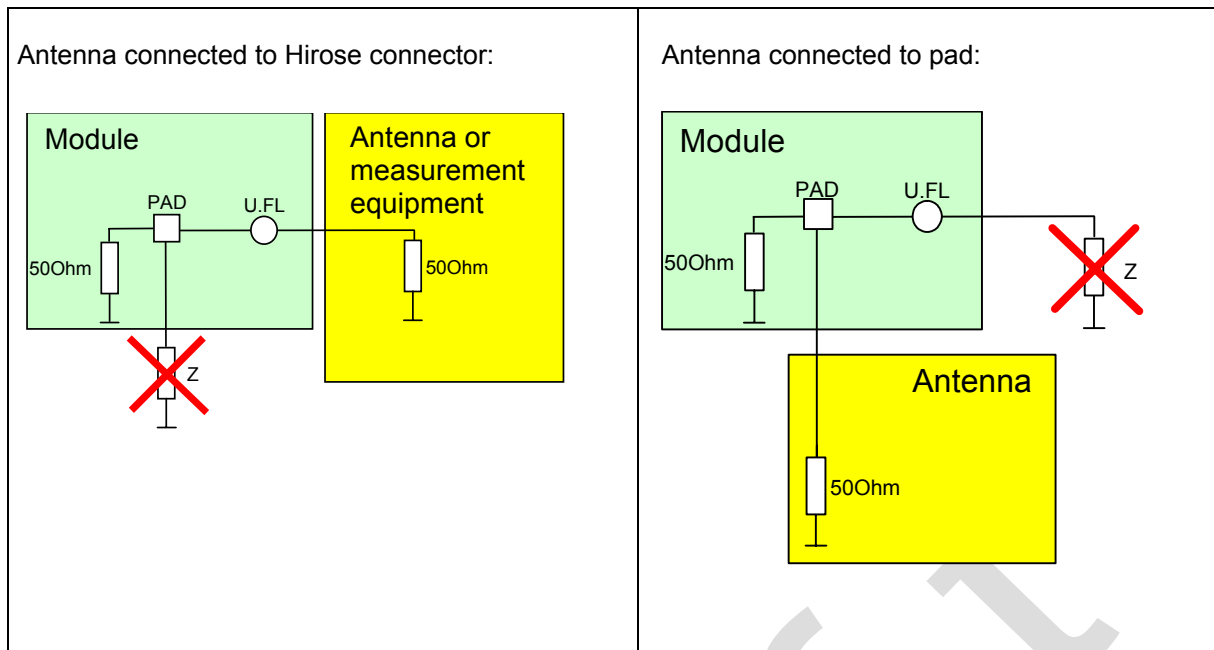 Antenna connected to Hirose connector:
Module
PAD
U.FL
50Ohm
Z
Antenna or
measurement
equipment
50Ohm
Antenna connected to pad:
Module
PAD
U.FL
50Ohm
Z
Antenna
50Ohm